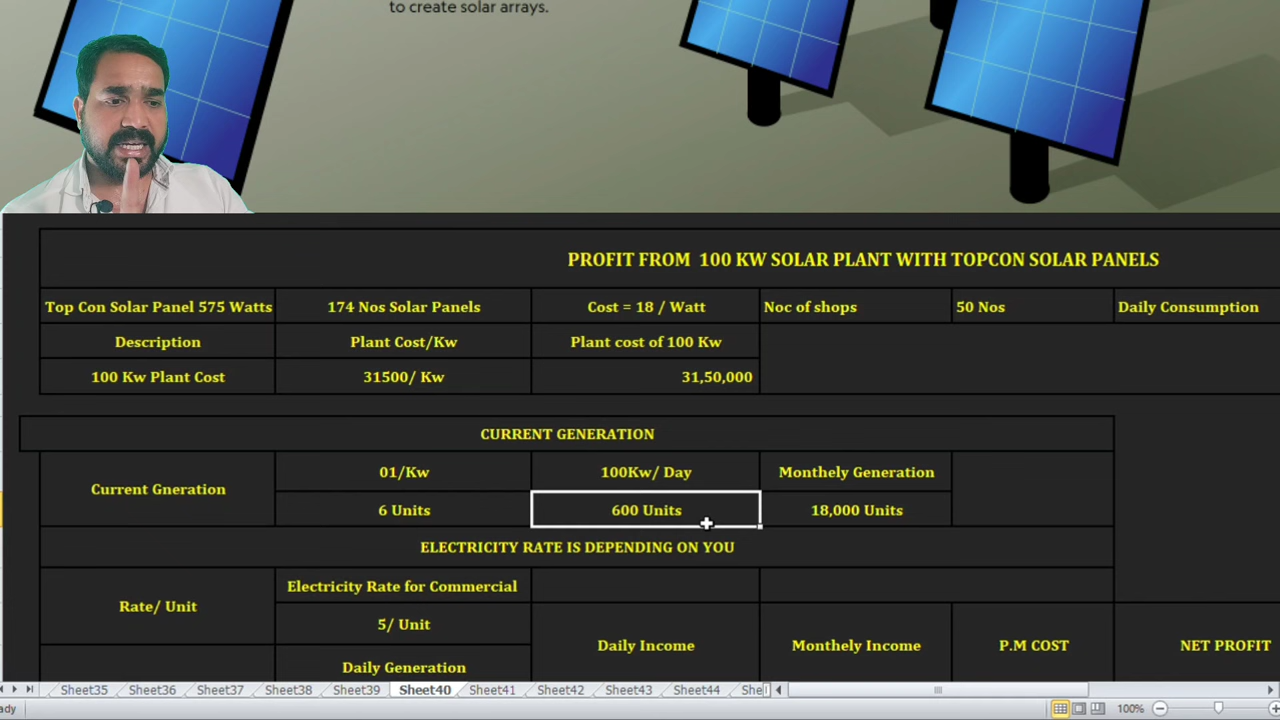 to create solar arrays.
PROFIT FROM 100 KW SOLAR PLANT WITH TOPCON SOLAR PANELS
Top Con Solar Panel 575 Watts 174 Nos Solar Panels Cost = 18 / Watt Noc of shops 50 Nos Daily Consumption
Description Plant Cost/Kw Plant cost of 100 Kw
100 Kw Plant Cost 31500/ Kw 31,50,000
CURRENT GENERATION
Current Gneration 01/Kw 100Kw/ Day Monthely Generation
6 Units 600 Units 18,000 Units
ELECTRICITY RATE IS DEPENDING ON YOU
Rate/ Unit Electricity Rate for Commercial
5/ Unit
Daily Income Monthely Income P.M COST NET PROFIT
Daily Generation
Sheet35 Sheet36 Sheet37 Sheet38 Sheet39 Sheet40 Sheet41 Sheet42 Sheet43 Sheet44 She
ady 100%